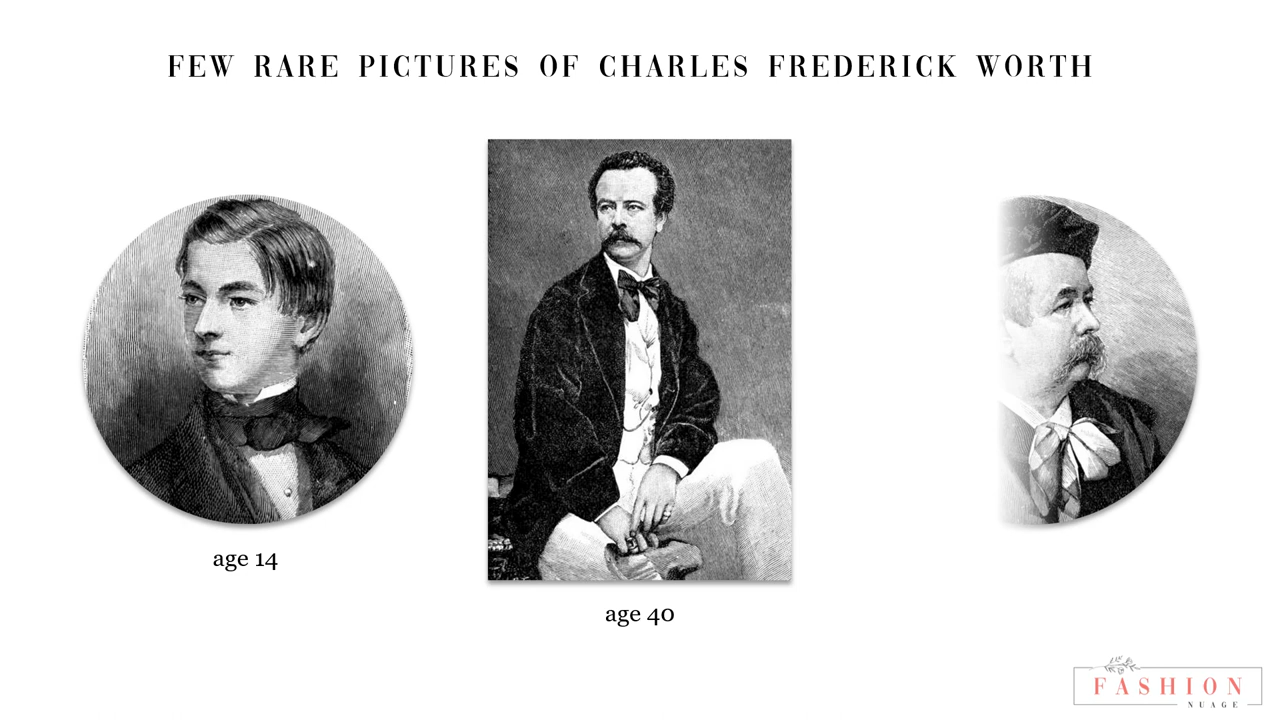 FEW RARE PICTURES OF CHARLES FREDERICK WORTH
age 14
age 40
FASHION
NUAGE